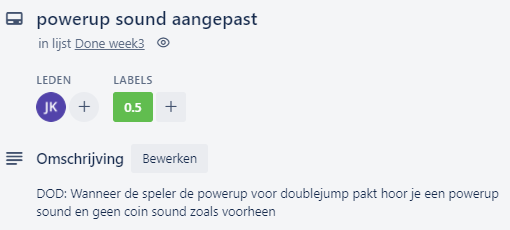 powerup sound aangepast
in lijst Done week3
LEDEN LABELS
JK + 0.5 +
Omschrijving Bewerken
DOD: Wanneer de speler de powerup voor doublejump pakt hoor je een powerup
sound en geen coin sound zoals voorheen